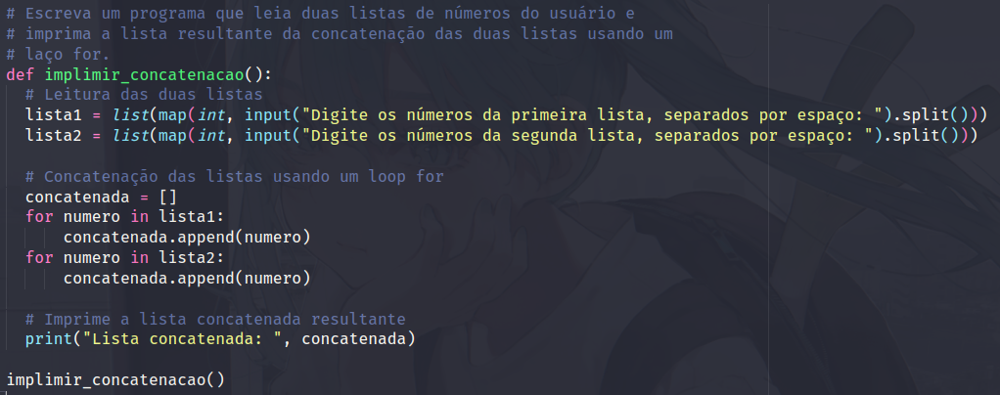 # Escreva um programa que leia duas listas de números do usuário e
# imprima a lista resultante da concatenação das duas listas usando um
# laço for.
def implimir_concatenacao():
  # Leitura das duas listas
  lista1 = list(map(int, input("Digite os números da primeira lista, separados por espaço: ").split()))
  lista2 = list(map(int, input("Digite os números da segunda lista, separados por espaço: ").split()))
  # Concatenação das listas usando um loop for
  concatenada = []
  for numero in lista1:
      concatenada.append(numero)
  for numero in lista2:
      concatenada.append(numero)
  # Imprime a lista concatenada resultante
  print("Lista concatenada: ", concatenada)
implimir_concatenacao()